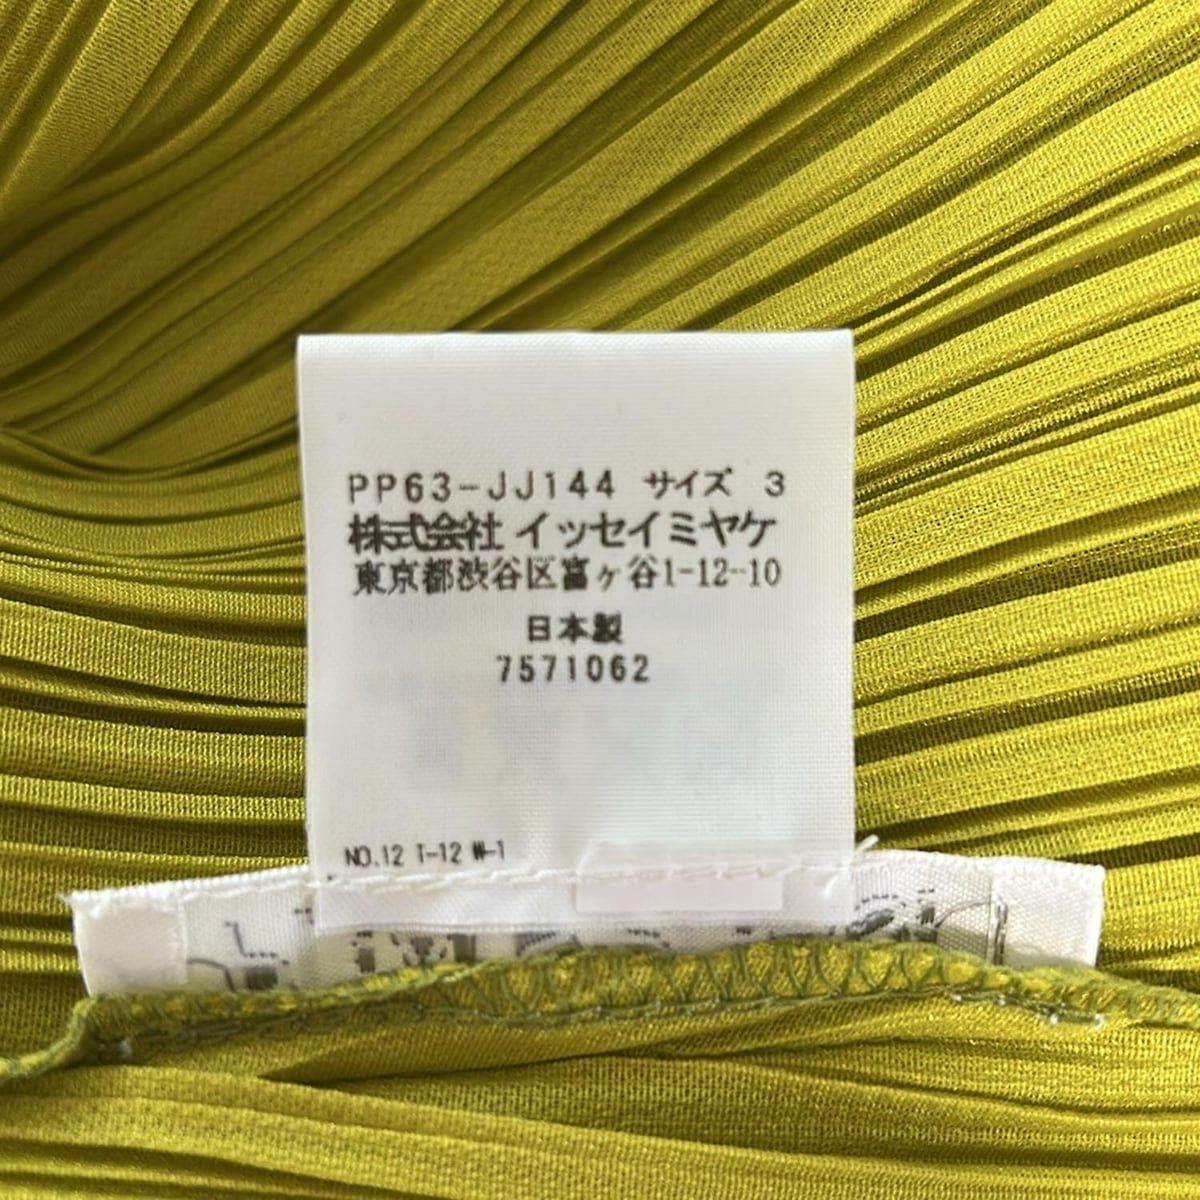 PP63-JJ144 サイズ 3
株式会社 イッセイミヤケ
東京都渋谷区富ヶ谷1-12-10
日本製
7571062
NO.12 T-12 W-1